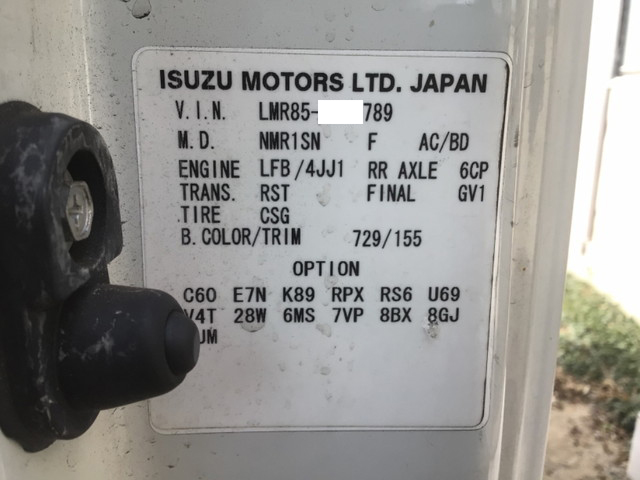 ISUZU MOTORS LTD. JAPAN
V.I.N. LMR85- 789
M.D. NMR1SN F AC/BD
ENGINE LFB/4JJ1 RR AXLE 6CP
TRANS. RST FINAL GV1
TIRE CSG
B.COLOR/TRIM 729/155
OPTION
C60 E7N K89 RPX RS6 U69
V4T 28W 6MS 7VP 8BX 8GJ